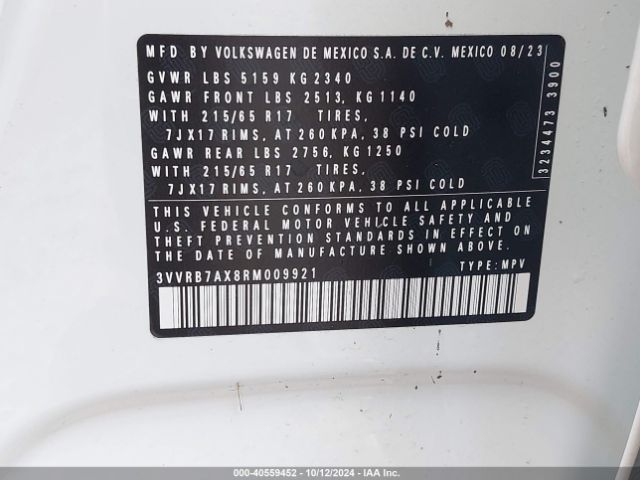 MFD BY VOLKSWAGEN DE MEXICO S.A. DE C.V. MEXICO 08/23
GVWR LBS 5159 KG 2340
GAWR FRONT LBS 2513, KG 1140
WITH 215/65 R17 TIRES,
7JX17 RIMS, AT 260 KPA, 38 PSI COLD
GAWR REAR LBS 2756, KG 1250
WITH 215/65 R17 TIRES,
7JX17 RIMS, AT 260 KPA, 38 PSI COLD
3234473 3900
THIS VEHICLE CONFORMS TO ALL APPLICABLE
U.S. FEDERAL MOTOR VEHICLE SAFETY AND
THEFT PREVENTION STANDARDS IN EFFECT ON
THE DATE OF MANUFACTURE SHOWN ABOVE.
3VVRB7AX8RM009921 TYPE: MPV
000-40559452 - 10/12/2024 - IAA Inc.